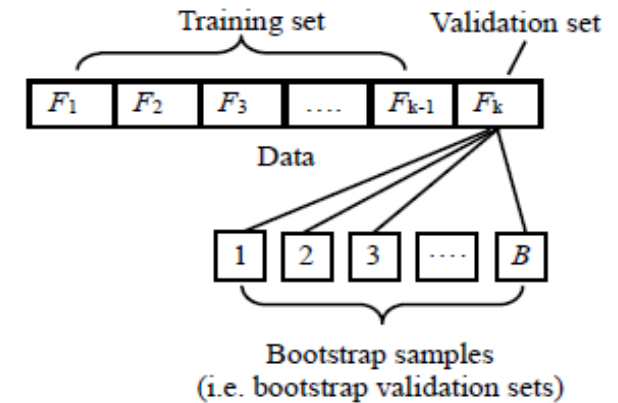 Training set Validation set
F1 F2 F3 .... Fk-1 Fk
Data
1 2 3 .... B
Bootstrap samples
(i.e. bootstrap validation sets)